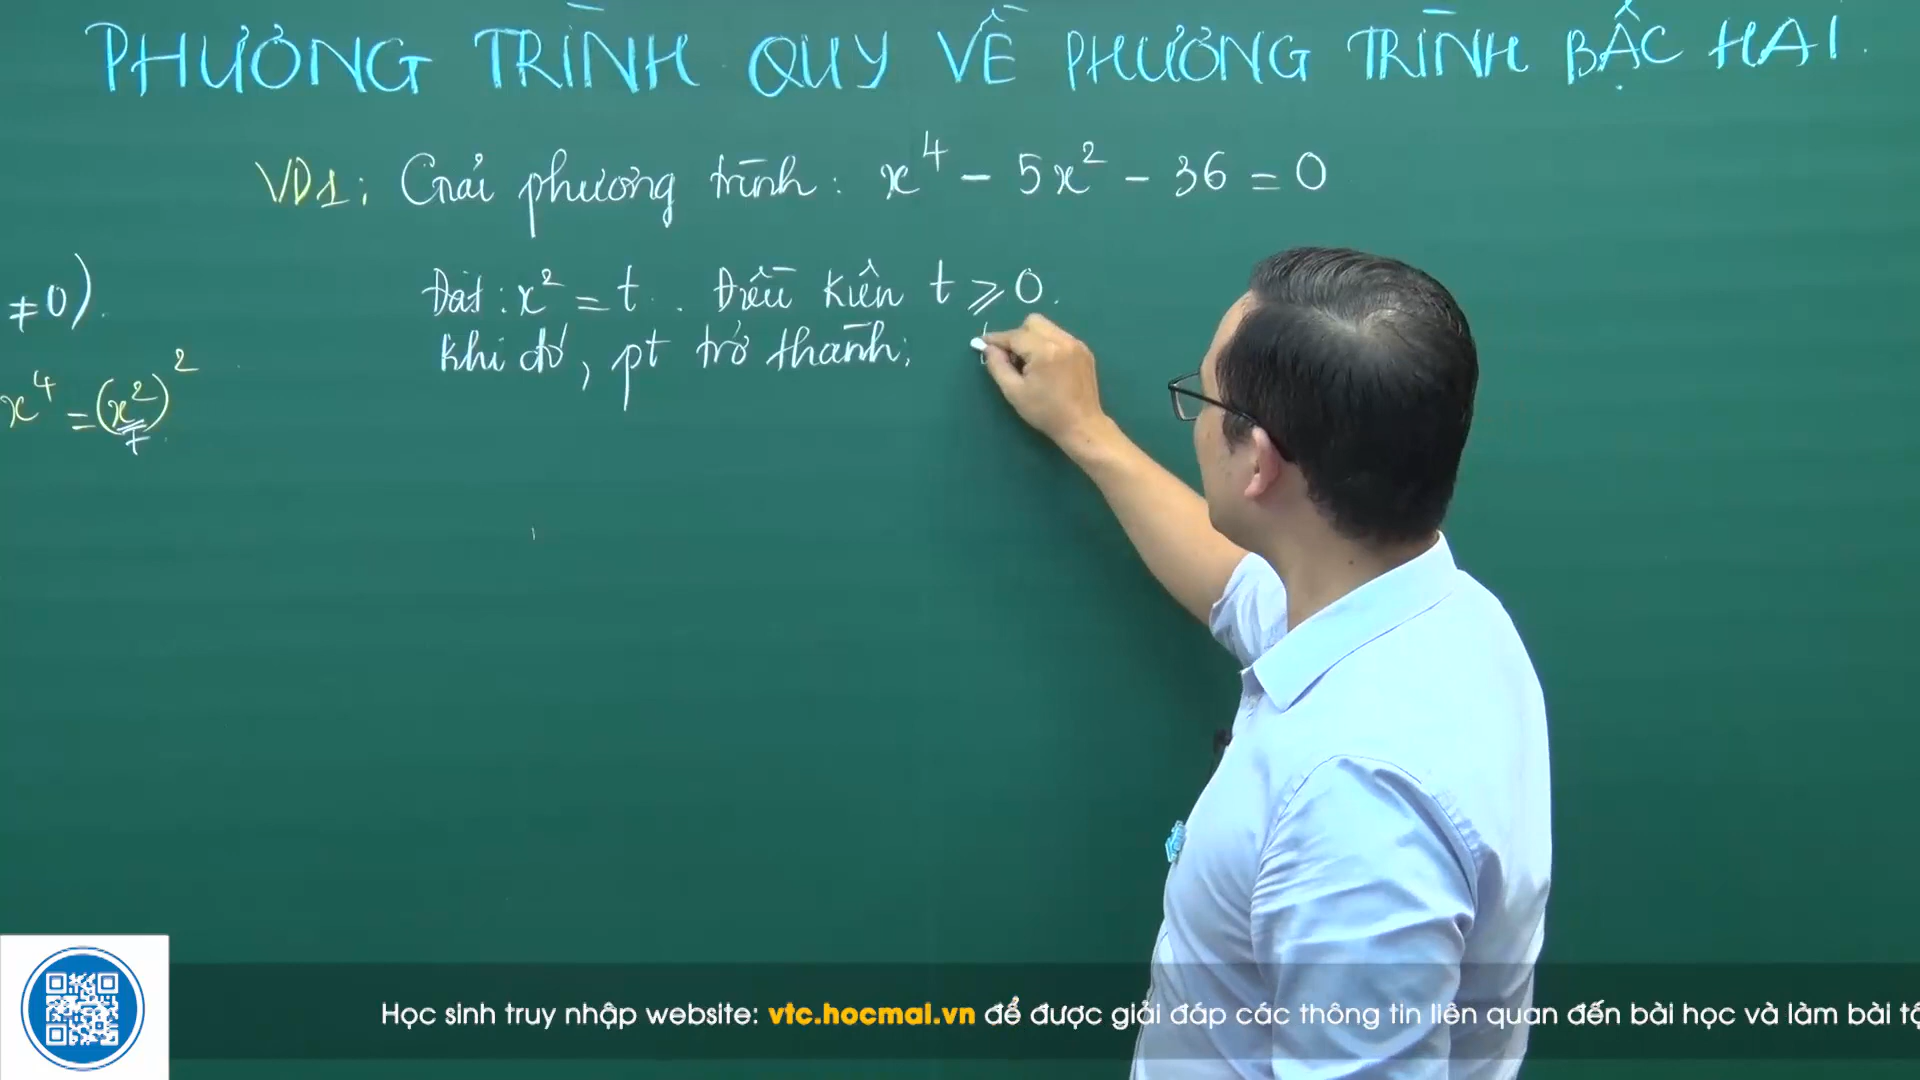 PHƯƠNG TRÌNH QUY VỀ PHƯƠNG TRÌNH BẬC HAI.
VD1: Giải phương trình: x⁴ - 5x² - 36 = 0
≠0).
Đặt: x² = t. Điều kiện t ⩾ 0.
Khi đó, pt trở thành: t
x⁴ = (x²)²
t
Học sinh truy nhập website: vtc.hocmai.vn để được giải đáp các thông tin liên quan đến bài học và làm bài tậ